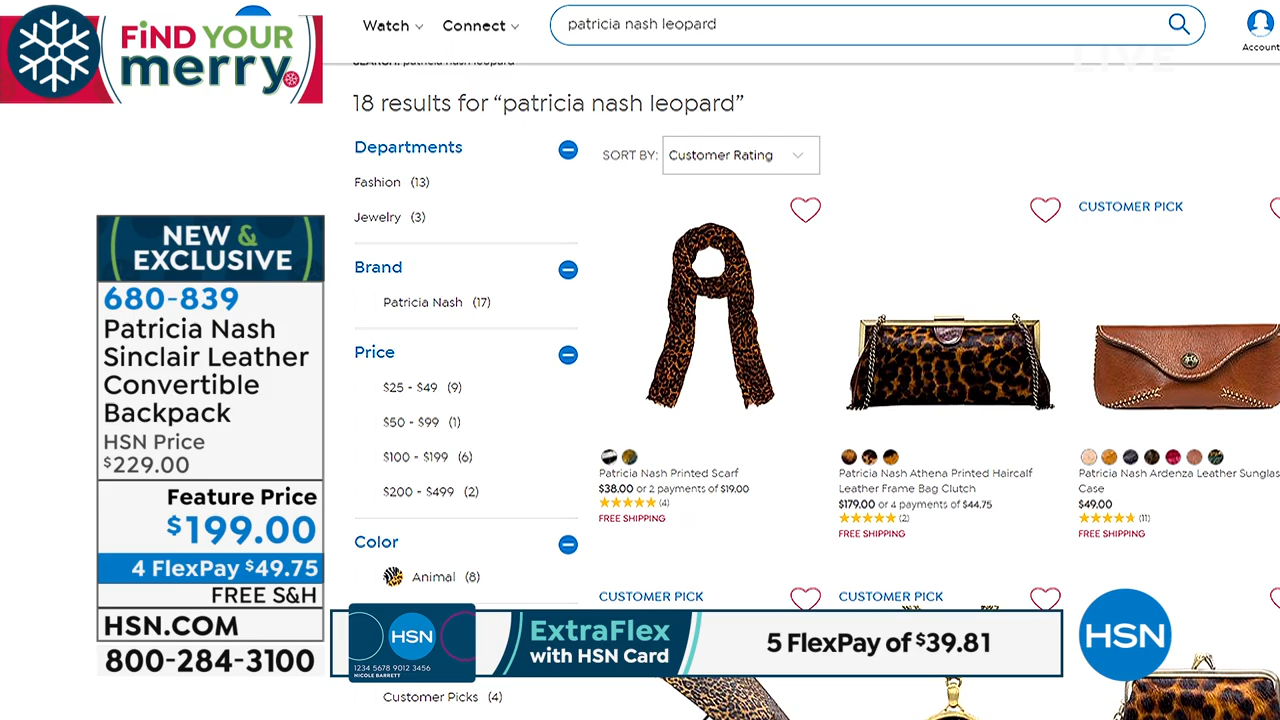 FiND YOUR
merry.
Watch
Connect
patricia nash leopard
Account
LIVE
SEARCH: patricia nash leopard
18 results for “patricia nash leopard”
Departments
Fashion (13)
Jewelry (3)
Brand
Patricia Nash (17)
Price
$25 - $49 (9)
$50 - $99 (1)
$100 - $199 (6)
$200 - $499 (2)
Color
Animal (8)
Customer Picks (4)
SORT BY: Customer Rating
CUSTOMER PICK
Patricia Nash Printed Scarf
$38.00 or 2 payments of $19.00
(4)
FREE SHIPPING
Patricia Nash Athena Printed Haircalf
Leather Frame Bag Clutch
$179.00 or 4 payments of $44.75
(2)
FREE SHIPPING
Patricia Nash Ardenza Leather Sunglas
Case
$49.00
(11)
FREE SHIPPING
CUSTOMER PICK
CUSTOMER PICK
NEW &
EXCLUSIVE
680-839
Patricia Nash
Sinclair Leather
Convertible
Backpack
HSN Price
$229.00
Feature Price
$199.00
4 FlexPay $49.75
FREE S&H
HSN.COM
800-284-3100
HSN
1234 5678 9012 3456
NICOLE BARRETT
ExtraFlex
with HSN Card
5 FlexPay of $39.81
HSN